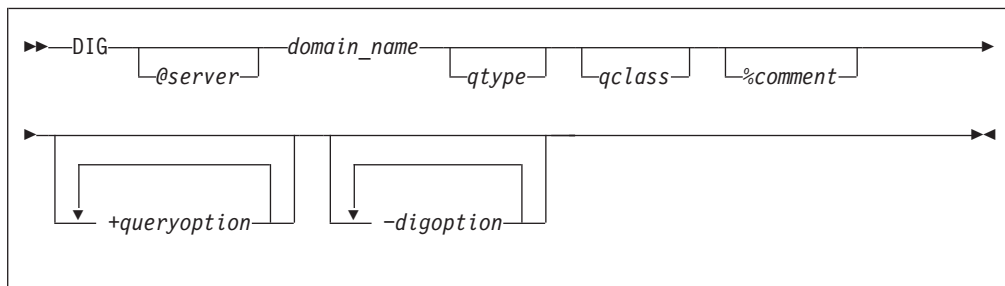 DIG @server domain_name qtype qclass %comment
+queryoption −digoption